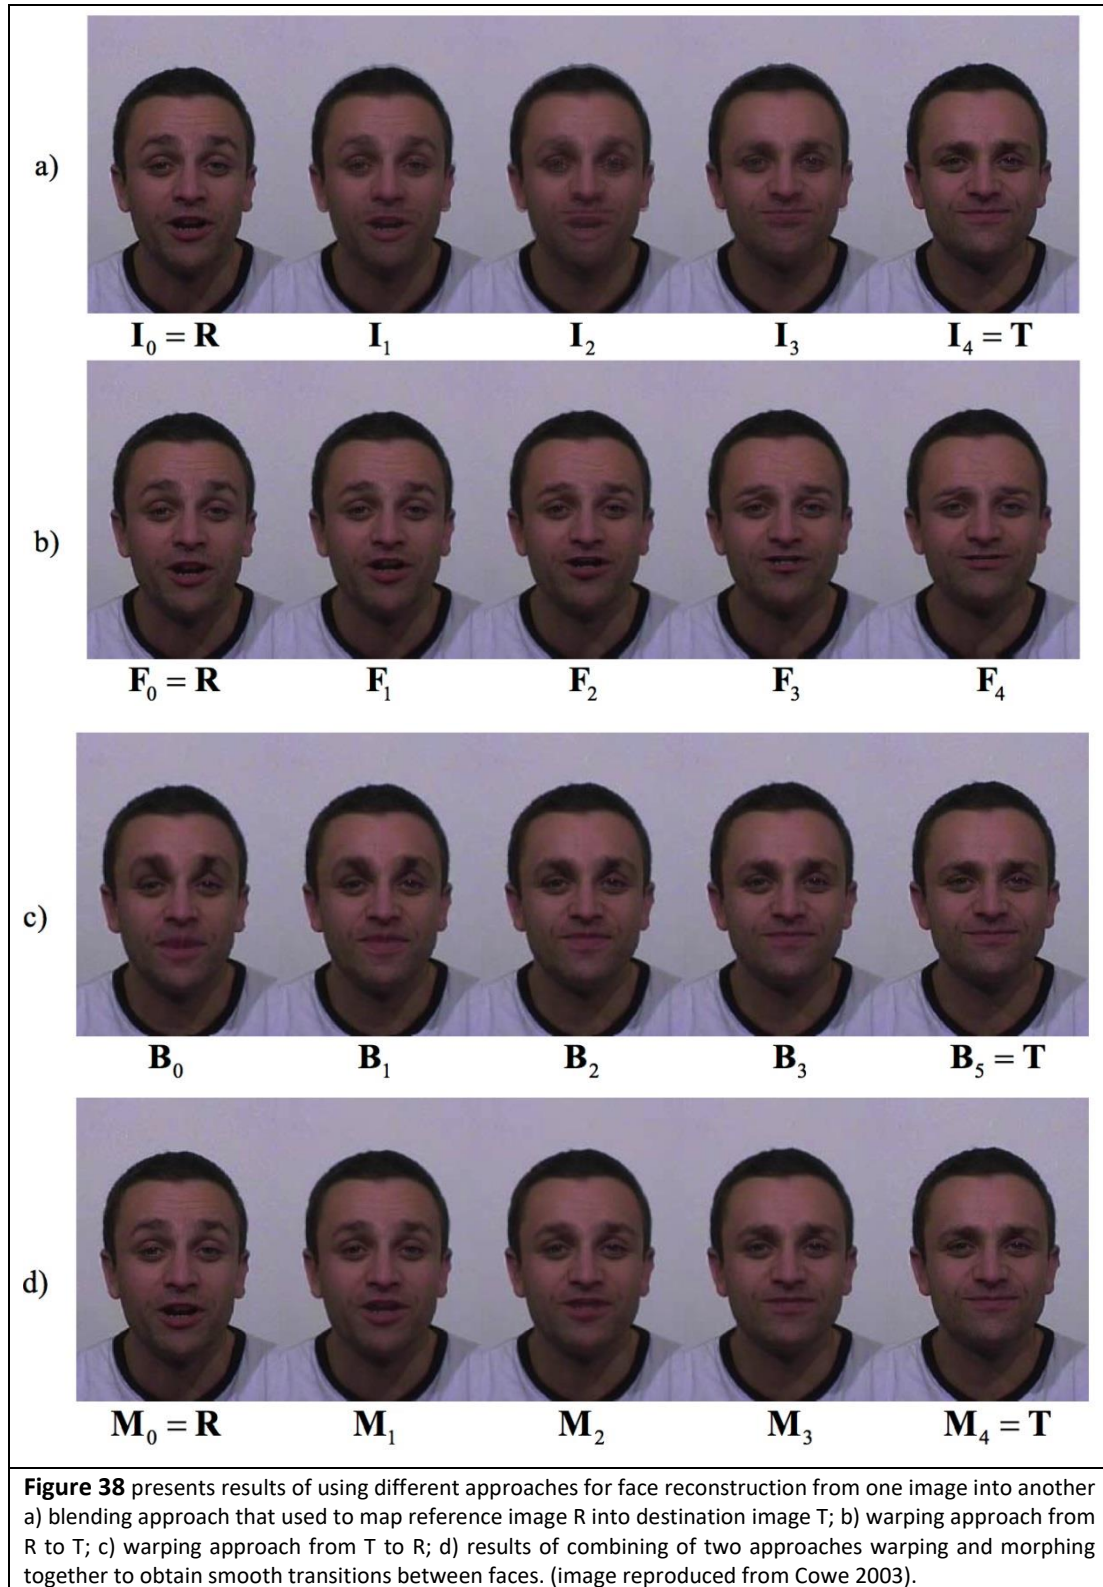 a)
I₀ = R I₁ I₂ I₃ I₄ = T
b)
F₀ = R F₁ F₂ F₃ F₄
c)
B₀ B₁ B₂ B₃ B₅ = T
d)
M₀ = R M₁ M₂ M₃ M₄ = T
Figure 38 presents results of using different approaches for face reconstruction from one image into another
a) blending approach that used to map reference image R into destination image T; b) warping approach from
R to T; c) warping approach from T to R; d) results of combining of two approaches warping and morphing
together to obtain smooth transitions between faces. (image reproduced from Cowe 2003).